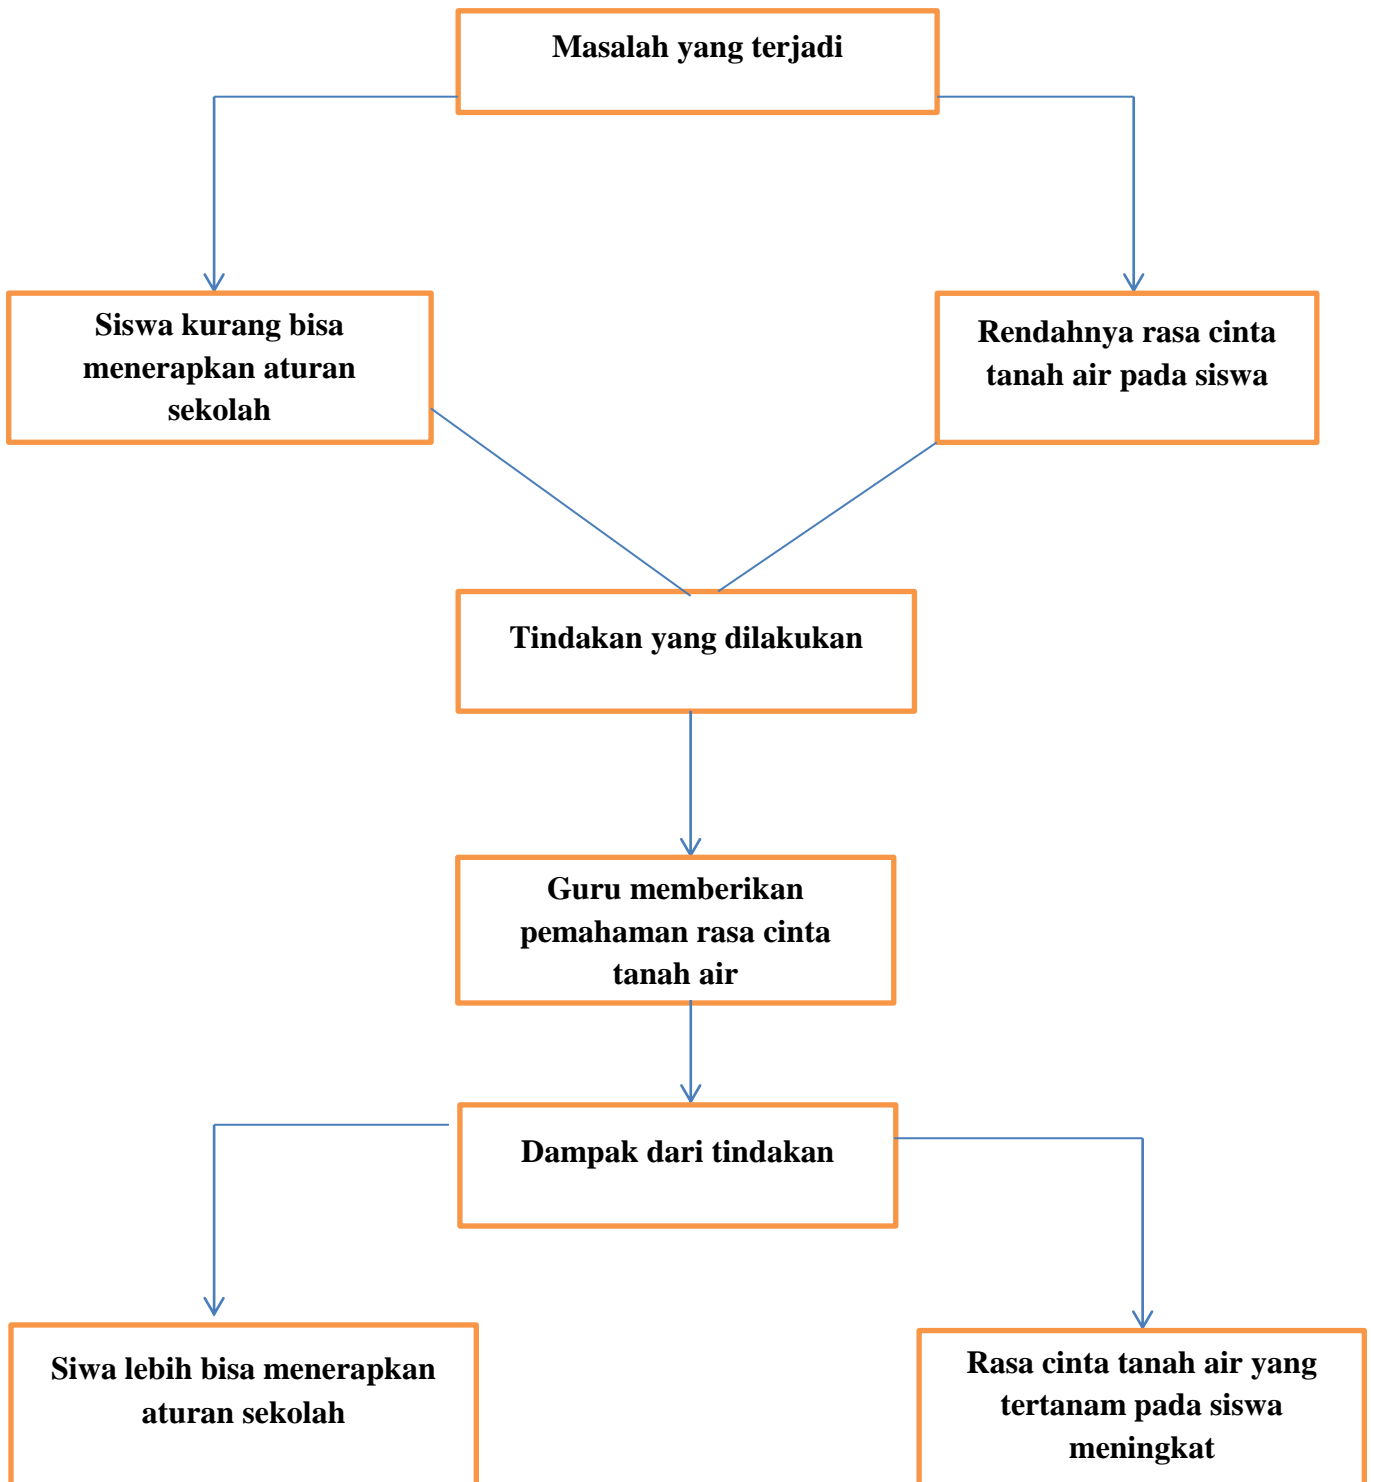 Masalah yang terjadi
Siswa kurang bisa
menerapkan aturan
sekolah
Rendahnya rasa cinta
tanah air pada siswa
Tindakan yang dilakukan
Guru memberikan
pemahaman rasa cinta
tanah air
Dampak dari tindakan
Siwa lebih bisa menerapkan
aturan sekolah
Rasa cinta tanah air yang
tertanam pada siswa
meningkat